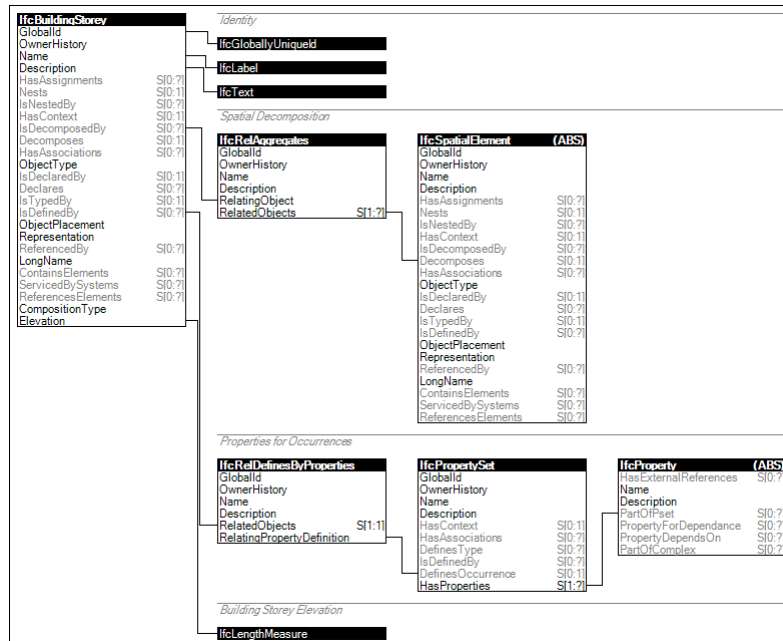 IfcBuildingStorey
GlobalId
OwnerHistory
Name
Description
HasAssignments S[0:?]
Nests S[0:1]
IsNestedBy S[0:?]
HasContext S[0:1]
IsDecomposedBy S[0:?]
Decomposes S[0:1]
HasAssociations S[0:?]
ObjectType
IsDeclaredBy S[0:1]
Declares S[0:?]
IsTypedBy S[0:1]
IsDefinedBy S[0:?]
ObjectPlacement
Representation
ReferencedBy S[0:?]
LongName
ContainsElements S[0:?]
ServicedBySystems S[0:?]
ReferencesElements S[0:?]
CompositionType
Elevation
Identity
IfcGloballyUniqueId
IfcLabel
IfcText
Spatial Decomposition
IfcRelAggregates
GlobalId
OwnerHistory
Name
Description
RelatingObject
RelatedObjects S[1:?]
IfcSpatialElement (ABS)
GlobalId
OwnerHistory
Name
Description
HasAssignments S[0:?]
Nests S[0:1]
IsNestedBy S[0:?]
HasContext S[0:1]
IsDecomposedBy S[0:?]
Decomposes S[0:1]
HasAssociations S[0:?]
ObjectType
IsDeclaredBy S[0:1]
Declares S[0:?]
IsTypedBy S[0:1]
IsDefinedBy S[0:?]
ObjectPlacement
Representation
ReferencedBy S[0:?]
LongName
ContainsElements S[0:?]
ServicedBySystems S[0:?]
ReferencesElements S[0:?]
Properties for Occurrences
IfcRelDefinesByProperties
GlobalId
OwnerHistory
Name
Description
RelatedObjects S[1:1]
RelatingPropertyDefinition
IfcPropertySet
GlobalId
OwnerHistory
Name
Description
HasContext S[0:1]
HasAssociations S[0:?]
DefinesType S[0:?]
IsDefinedBy S[0:?]
DefinesOccurrence S[0:1]
HasProperties S[1:?]
IfcProperty (ABS)
HasExternalReferences S[0:?
Name
Description
PartOfPset S[0:?
PropertyForDependance S[0:?
PropertyDependsOn S[0:?
PartOfComplex S[0:?
Building Storey Elevation
IfcLengthMeasure